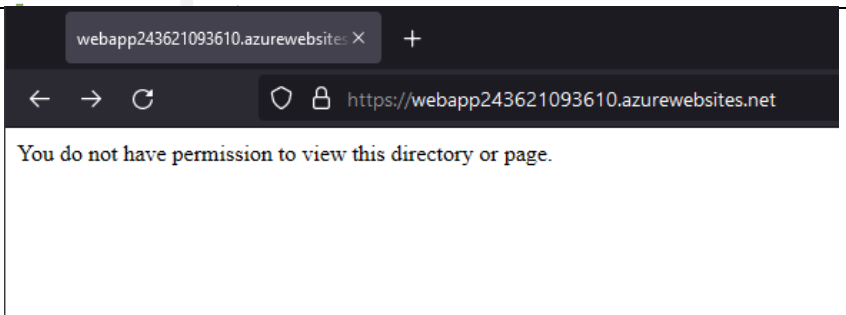 webapp243621093610.azurewebsites
https://webapp243621093610.azurewebsites.net
You do not have permission to view this directory or page.